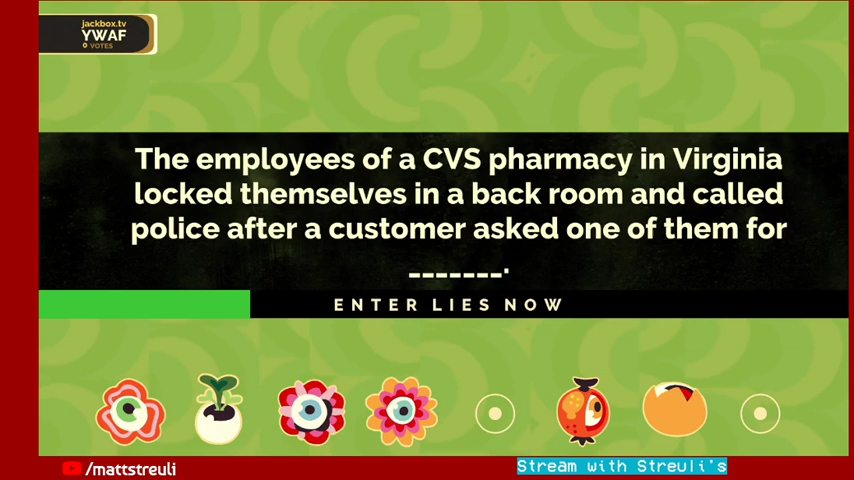 jackbox.tv
YWAF
0 VOTES
The employees of a CVS pharmacy in Virginia
locked themselves in a back room and called
police after a customer asked one of them for
_______.
ENTER LIES NOW
/mattstreuli
Stream with Streuli's